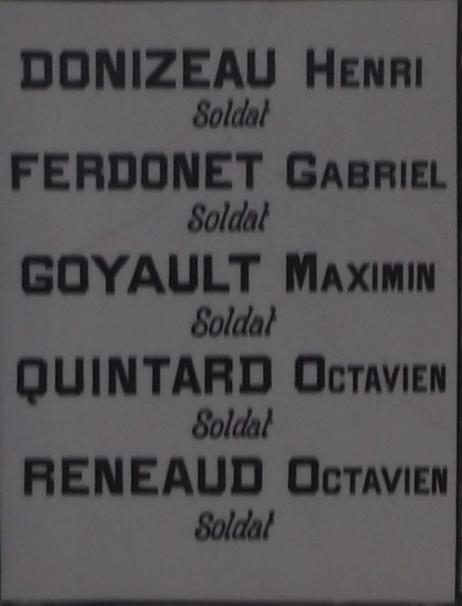 DONIZEAU HENRI
Soldat
FERDONET GABRIEL
Soldat
GOYAULT MAXIMIN
Soldat
QUINTARD OCTAVIEN
Soldat
RENEAUD OCTAVIEN
Soldat